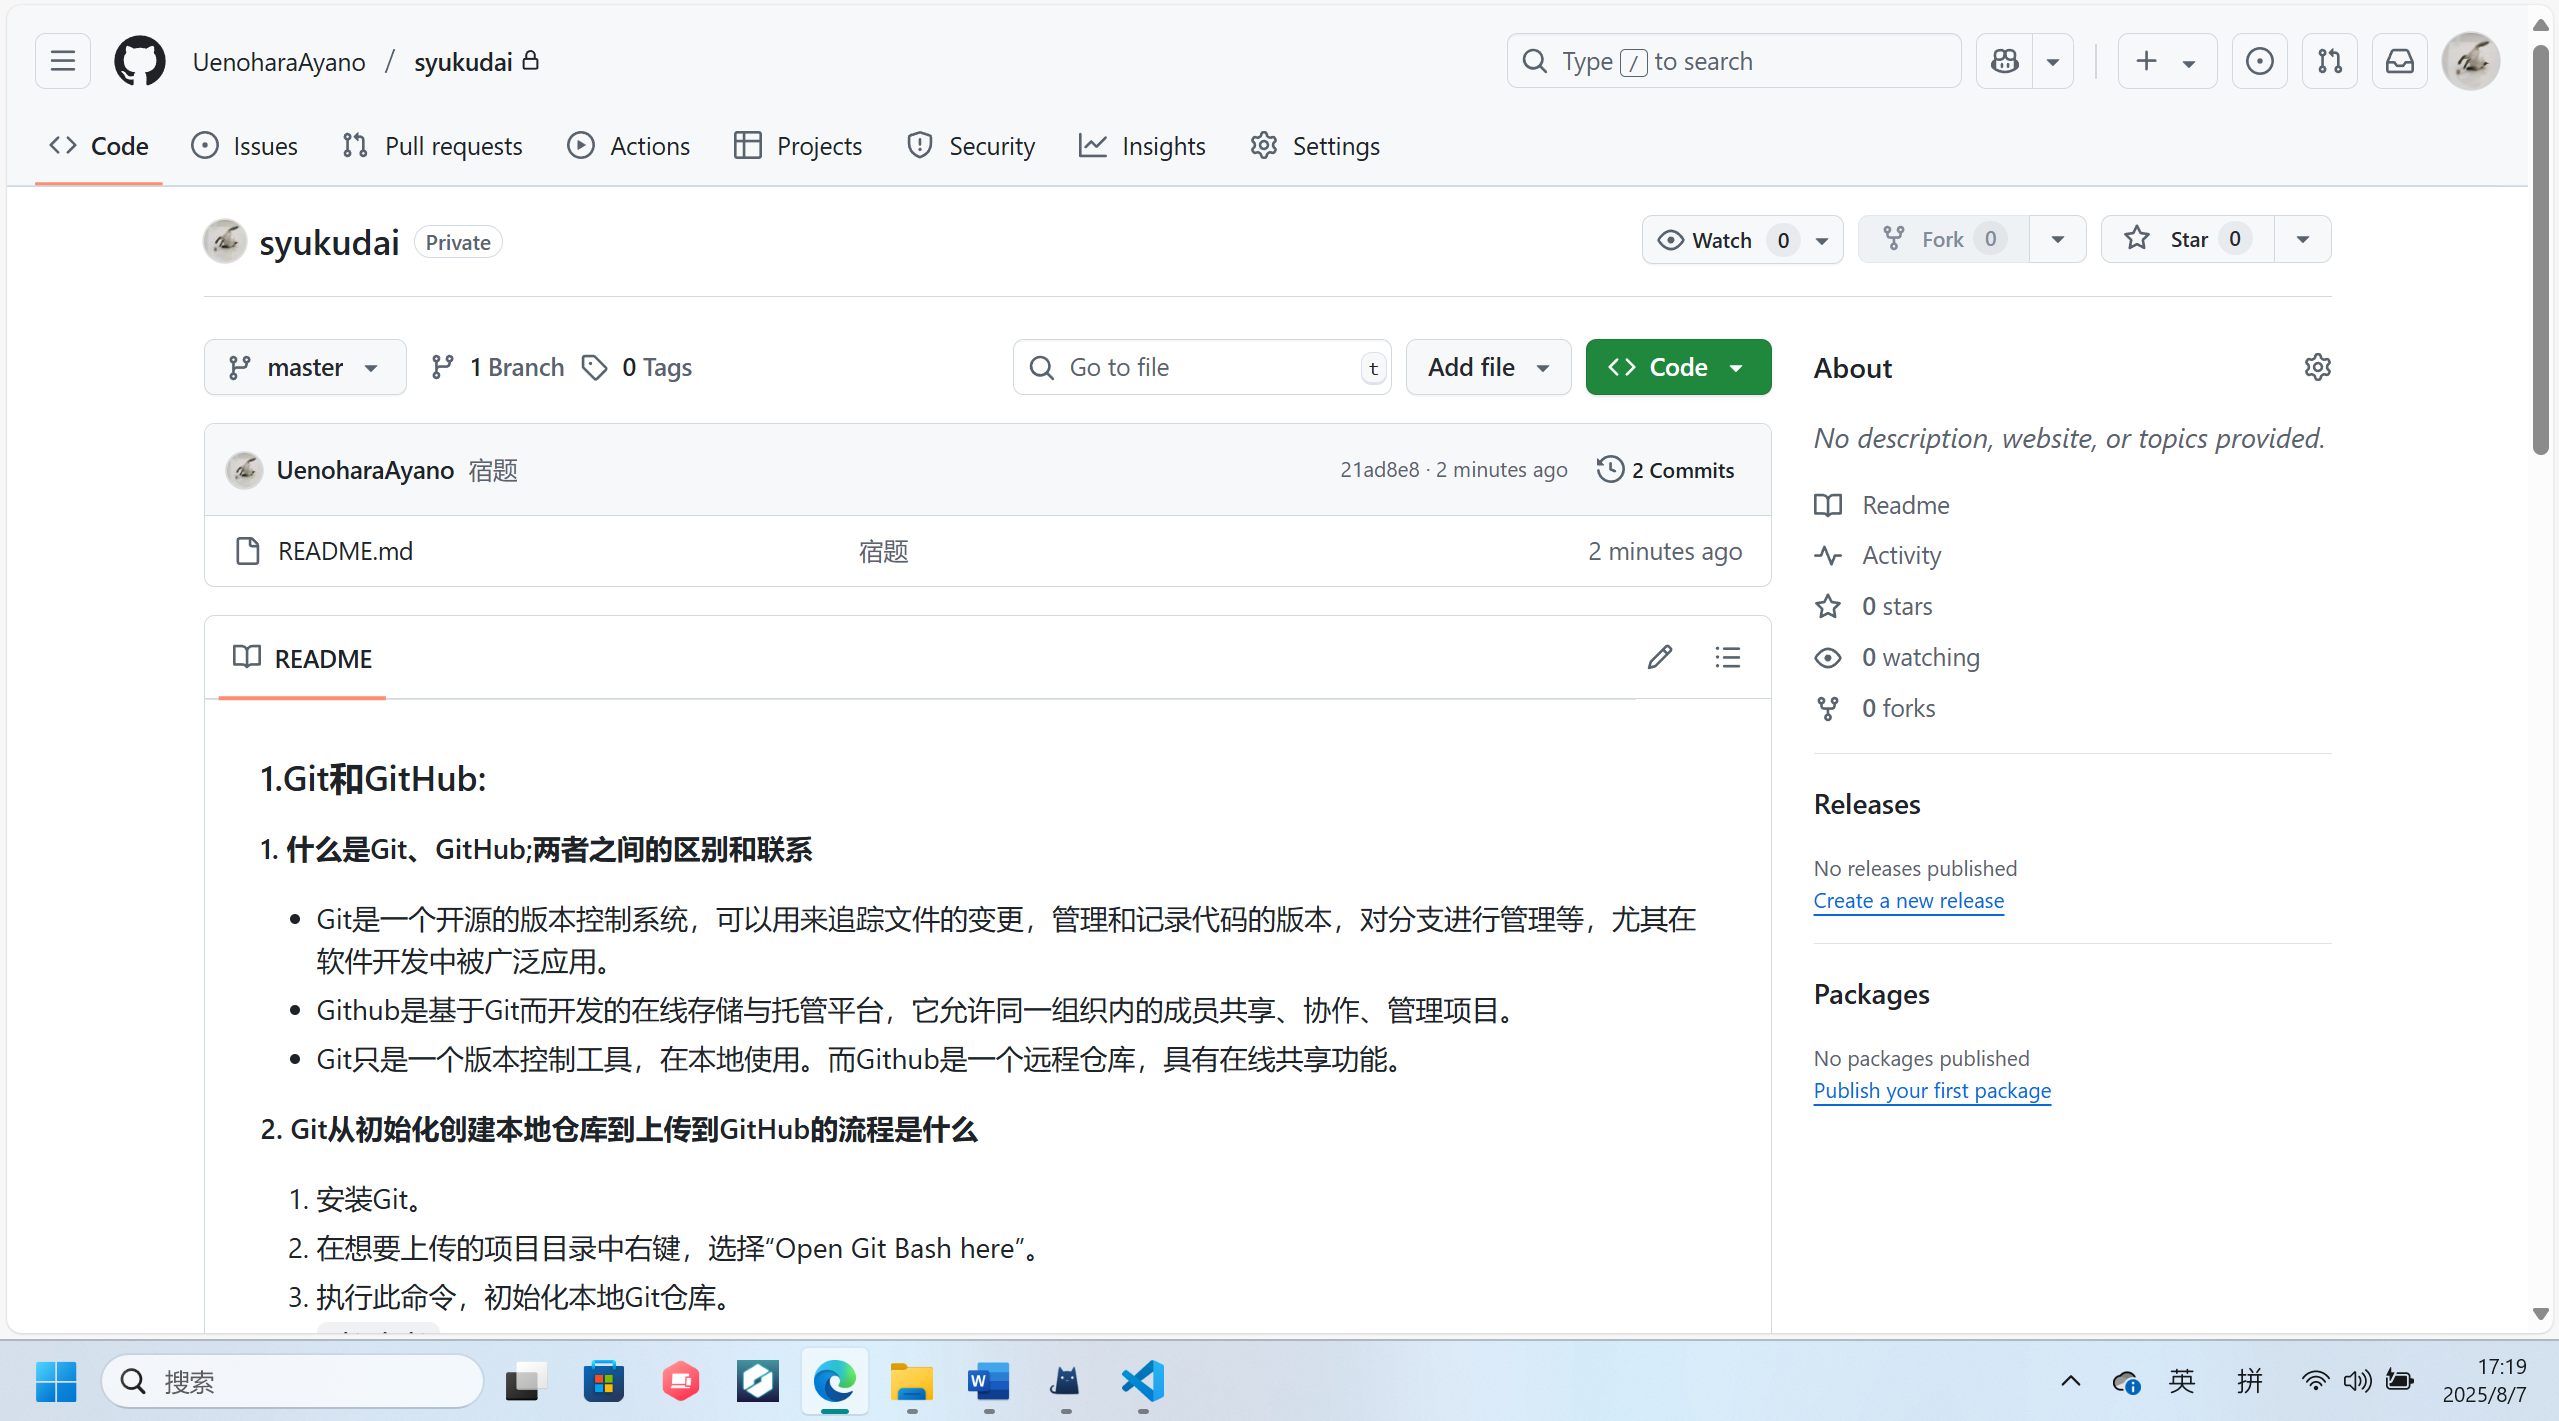 UenoharaAyano / syukudai
Type / to search
Code
Issues
Pull requests
Actions
Projects
Security
Insights
Settings
syukudai Private
Watch 0
Fork 0
Star 0
master
1 Branch
0 Tags
Go to file
t
Add file
Code
UenoharaAyano 宿题
21ad8e8 · 2 minutes ago
2 Commits
README.md
宿题
2 minutes ago
README
1.Git和GitHub:
1. 什么是Git、GitHub;两者之间的区别和联系
Git是一个开源的版本控制系统，可以用来追踪文件的变更，管理和记录代码的版本，对分支进行管理等，尤其在
软件开发中被广泛应用。
Github是基于Git而开发的在线存储与托管平台，它允许同一组织内的成员共享、协作、管理项目。
Git只是一个版本控制工具，在本地使用。而Github是一个远程仓库，具有在线共享功能。
2. Git从初始化创建本地仓库到上传到GitHub的流程是什么
1. 安装Git。
2. 在想要上传的项目目录中右键，选择“Open Git Bash here”。
3. 执行此命令，初始化本地Git仓库。
About
No description, website, or topics provided.
Readme
Activity
0 stars
0 watching
0 forks
Releases
No releases published
Create a new release
Packages
No packages published
Publish your first package
搜索
英
拼
17:19
2025/8/7